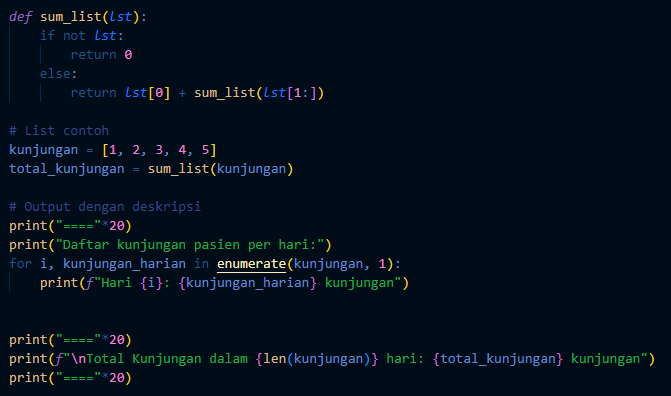 def sum_list(lst):
    if not lst:
        return 0
    else:
        return lst[0] + sum_list(lst[1:])

# List contoh
kunjungan = [1, 2, 3, 4, 5]
total_kunjungan = sum_list(kunjungan)

# Output dengan deskripsi
print("===="*20)
print("Daftar kunjungan pasien per hari:")
for i, kunjungan_harian in enumerate(kunjungan, 1):
    print(f"Hari {i}: {kunjungan_harian} kunjungan")


print("===="*20)
print(f"\nTotal Kunjungan dalam {len(kunjungan)} hari: {total_kunjungan} kunjungan")
print("===="*20)